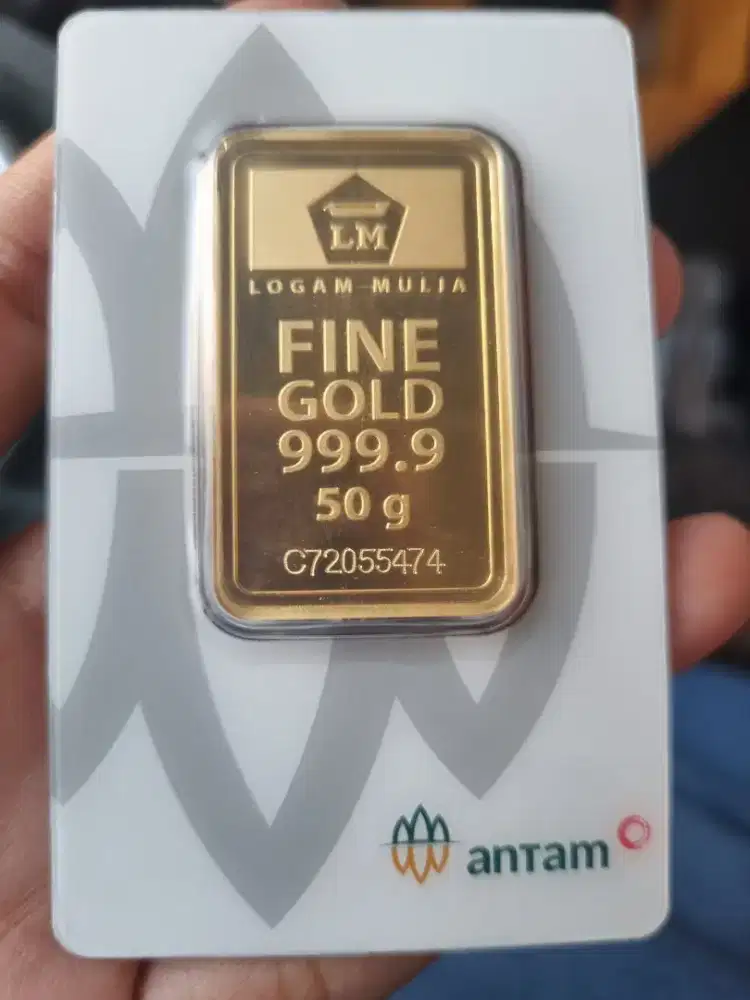 LM
LOGAM MULIA
FINE
GOLD
999.9
50 g
C72055474
antam